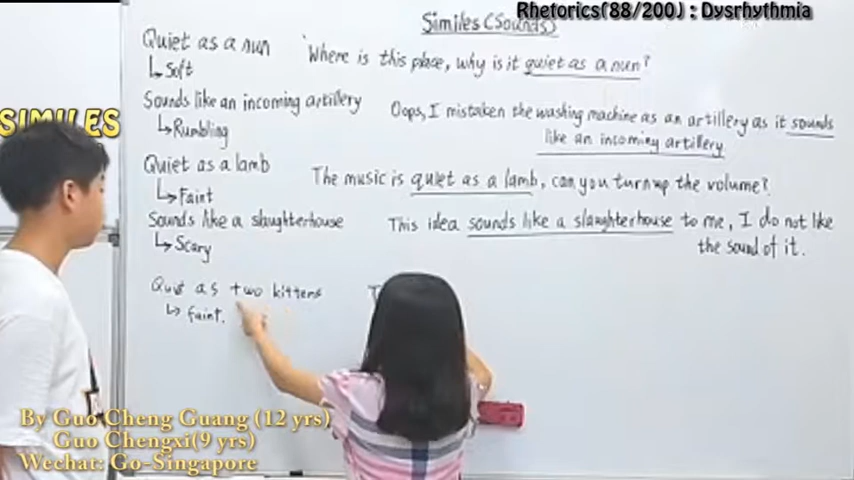 Rhetorics(88/200) : Dysrhythmia
Similes (Sounds)
Quiet as a nun
↳ Soft
Where is this place, why is it quiet as a nun?
Sounds like an incoming artillery
↳ Rumbling
Oops, I mistaken the washing machine as an artillery as it sounds
like an incoming artillery
Quiet as a lamb
↳ Faint
The music is quiet as a lamb, can you turn up the volume?
Sounds like a slaughterhouse
↳ Scary
This idea sounds like a slaughterhouse to me, I do not like
the sound of it.
Quiet as two kittens
↳ faint.
SIMILES
By Guo Cheng Guang (12 yrs)
Guo Chengxi(9 yrs)
Wechat: Go-Singapore